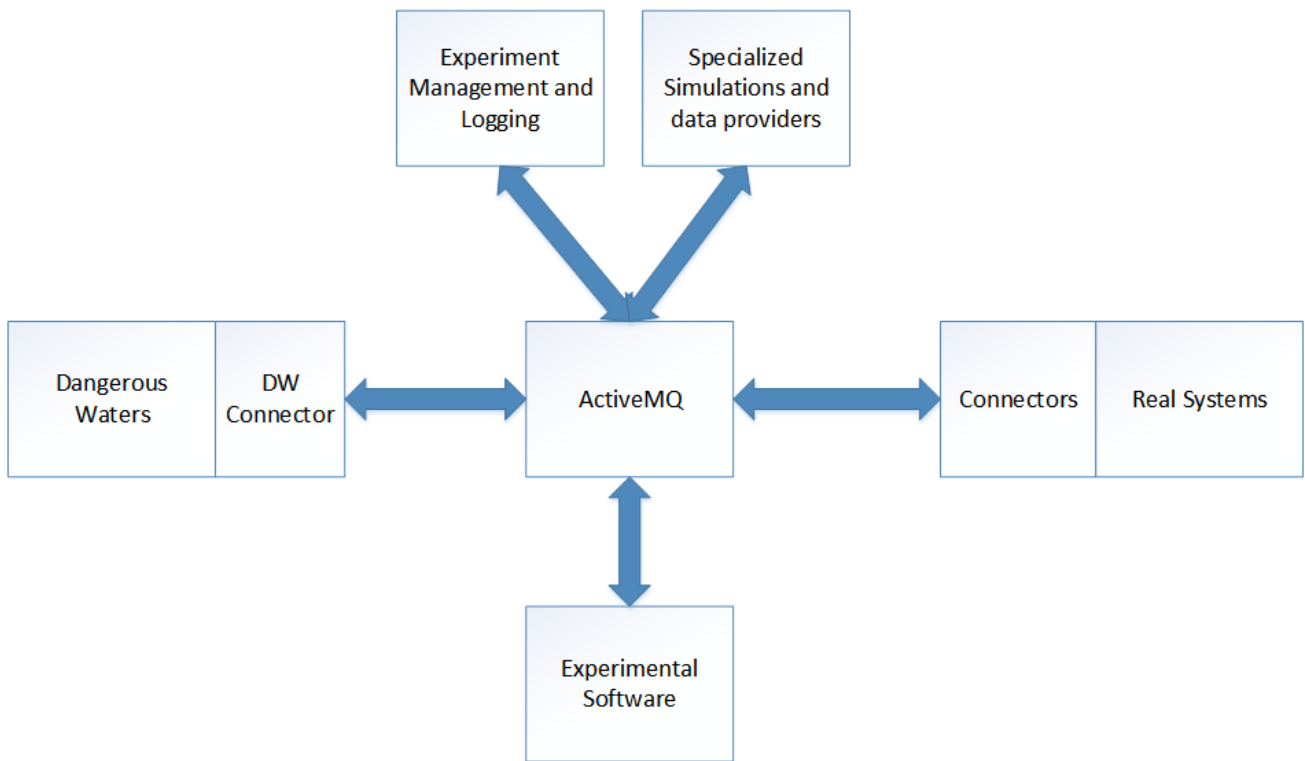 Experiment
Management and
Logging
Specialized
Simulations and
data providers
Dangerous
Waters
DW
Connector
ActiveMQ
Connectors
Real Systems
Experimental
Software